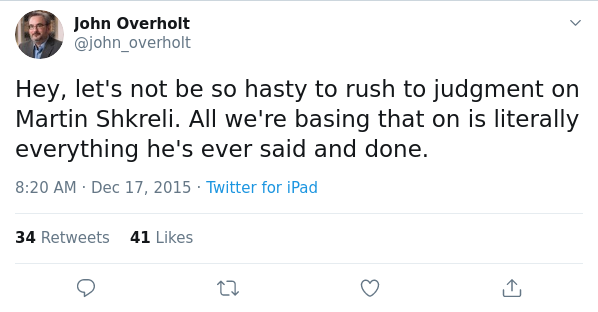 John Overholt
@john_overholt
Hey, let's not be so hasty to rush to judgment on
Martin Shkreli. All we're basing that on is literally
everything he's ever said and done.
8:20 AM · Dec 17, 2015 · Twitter for iPad
34 Retweets 41 Likes